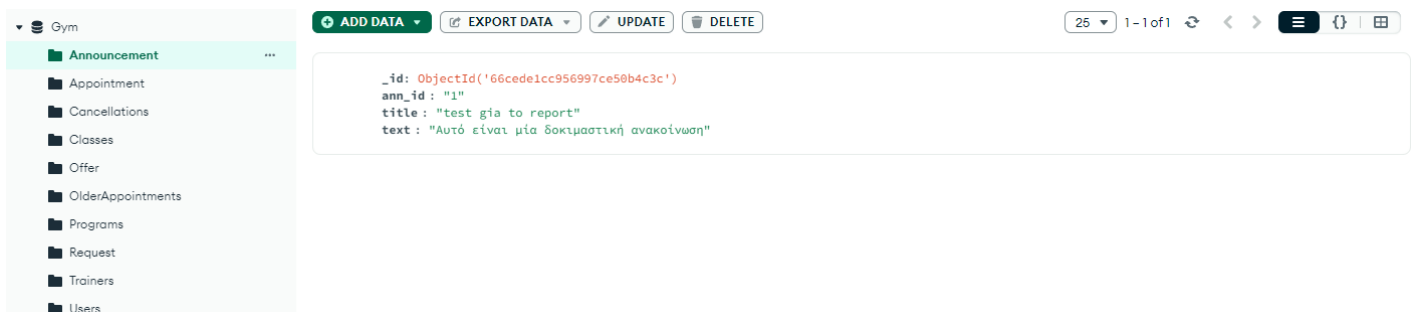 Gym
Announcement ...
Appointment
Cancellations
Classes
Offer
OlderAppointments
Programs
Request
Trainers
Users
ADD DATA EXPORT DATA UPDATE DELETE 25 1-1 of 1 {}
_id: ObjectId('66cede1cc956997ce50b4c3c')
ann_id : "1"
title : "test gia to report"
text : "Αυτό είναι μία δοκιμαστική ανακοίνωση"